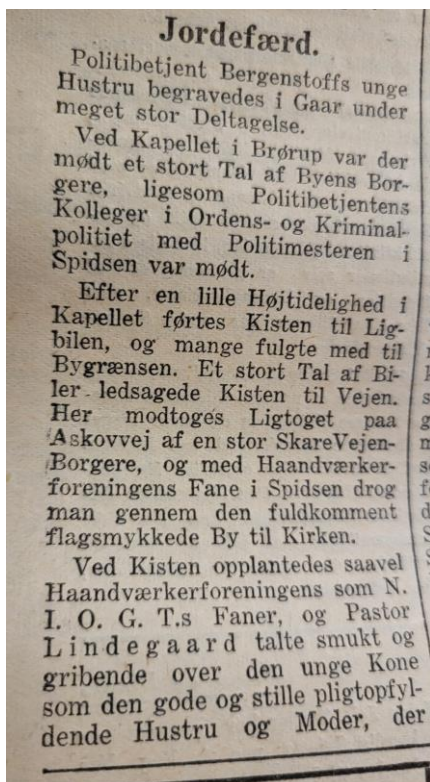 Jordefærd.
Politibetjent Bergenstoffs unge
Hustru begravedes i Gaar under
meget stor Deltagelse.
Ved Kapellet i Brørup var der
mødt et stort Tal af Byens Bor-
gere, ligesom Politibetjentens
Kolleger i Ordens- og Kriminal-
politiet med Politimesteren i
Spidsen var mødt.
Efter en lille Højtidelighed i
Kapellet førtes Kisten til Lig-
bilen, og mange fulgte med til
Bygrænsen. Et stort Tal af Bi-
ler ledsagede Kisten til Vejen.
Her modtoges Ligtoget paa
Askovvej af en stor SkareVejen-
Borgere, og med Haandværker-
foreningens Fane i Spidsen drog
man gennem den fuldkomment
flagsmykkede By til Kirken.
Ved Kisten opplantedes saavel
Haandværkerforeningens som N.
I. O. G. T.s Faner, og Pastor
Lindegaard talte smukt og
gribende over den unge Kone
som den gode og stille pligtopfyl-
dende Hustru og Moder, der